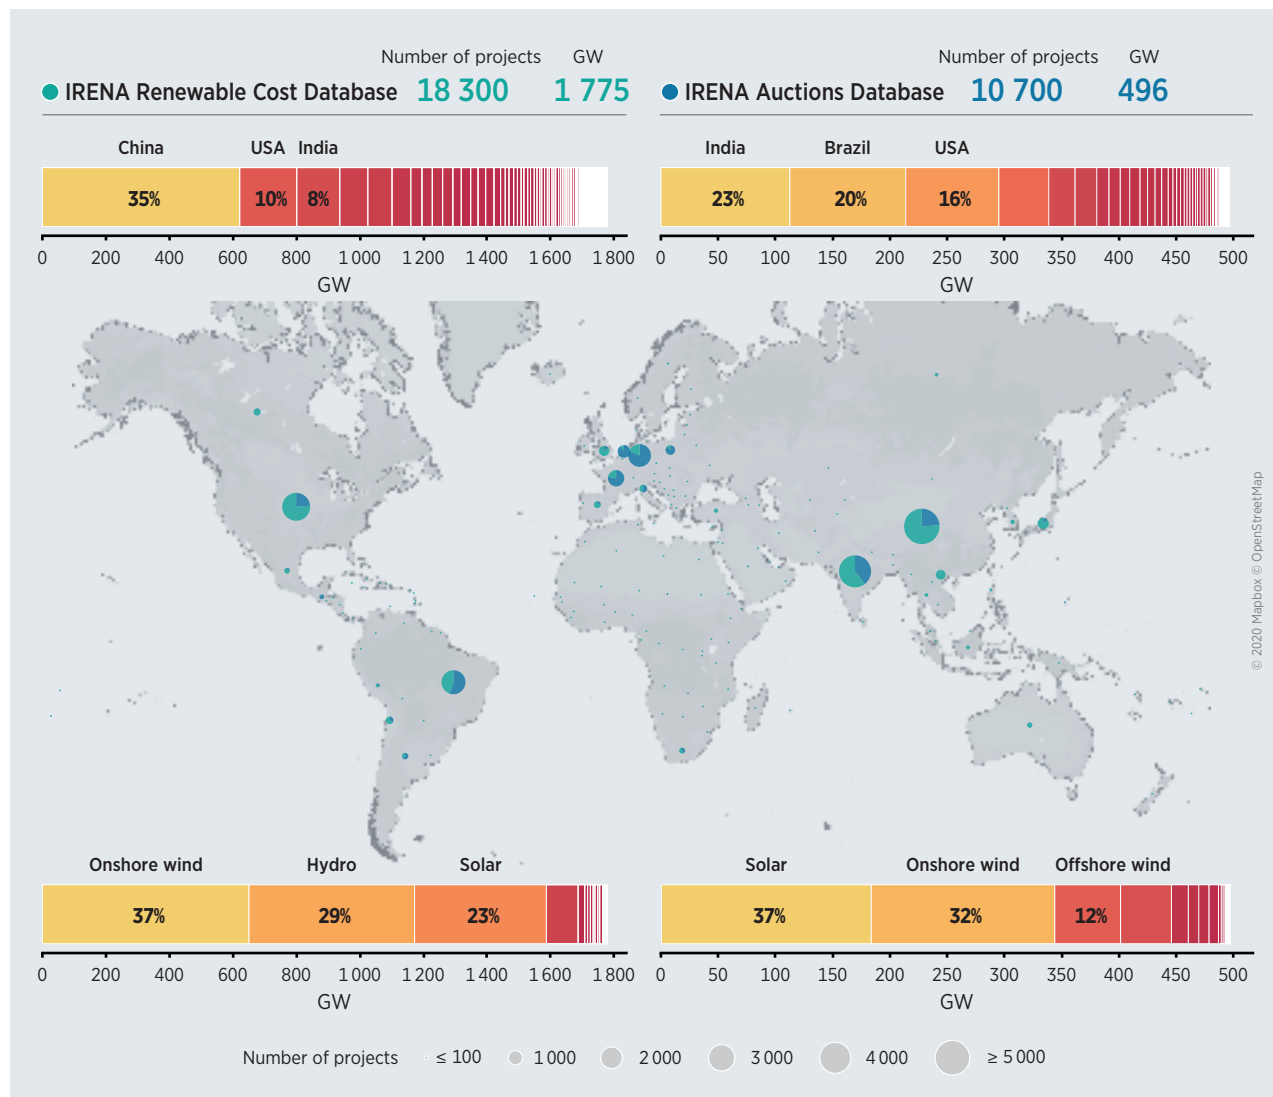 Number of projects GW
IRENA Renewable Cost Database 18 300 1 775
Number of projects GW
IRENA Auctions Database 10 700 496
China USA India
35% 10% 8%
0 200 400 600 800 1 000 1 200 1 400 1 600 1 800
GW
India Brazil USA
23% 20% 16%
0 50 100 150 200 250 300 350 400 450 500
GW
© 2020 Mapbox © OpenStreetMap
Onshore wind Hydro Solar
37% 29% 23%
0 200 400 600 800 1 000 1 200 1 400 1 600 1 800
GW
Solar Onshore wind Offshore wind
37% 32% 12%
0 50 100 150 200 250 300 350 400 450 500
GW
Number of projects ≤ 100 1 000 2 000 3 000 4 000 ≥ 5 000